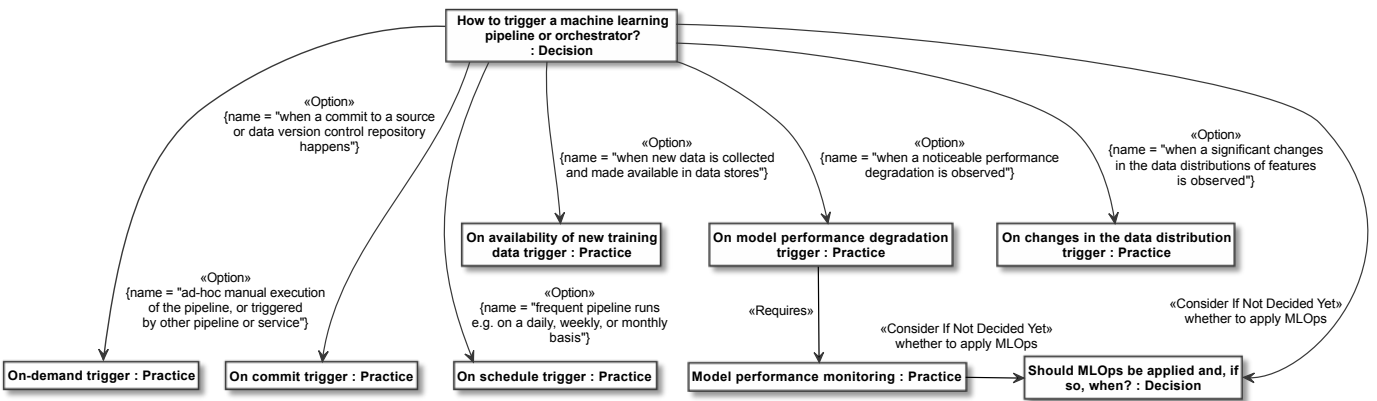 How to trigger a machine learning
pipeline or orchestrator?
: Decision
«Option»
{name = "when a commit to a source
or data version control repository
happens"}
«Option»
{name = "when new data is collected
and made available in data stores"}
«Option»
{name = "when a noticeable performance
degradation is observed"}
«Option»
{name = "when a significant changes
in the data distributions of features
is observed"}
On availability of new training
data trigger : Practice
On model performance degradation
trigger : Practice
On changes in the data distribution
trigger : Practice
«Option»
{name = "ad-hoc manual execution
of the pipeline, or triggered
by other pipeline or service"}
«Option»
{name = "frequent pipeline runs
e.g. on a daily, weekly, or monthly
basis"}
«Requires»
«Consider If Not Decided Yet»
whether to apply MLOps
«Consider If Not Decided Yet»
whether to apply MLOps
On-demand trigger : Practice
On commit trigger : Practice
On schedule trigger : Practice
Model performance monitoring : Practice
Should MLOps be applied and, if
so, when? : Decision